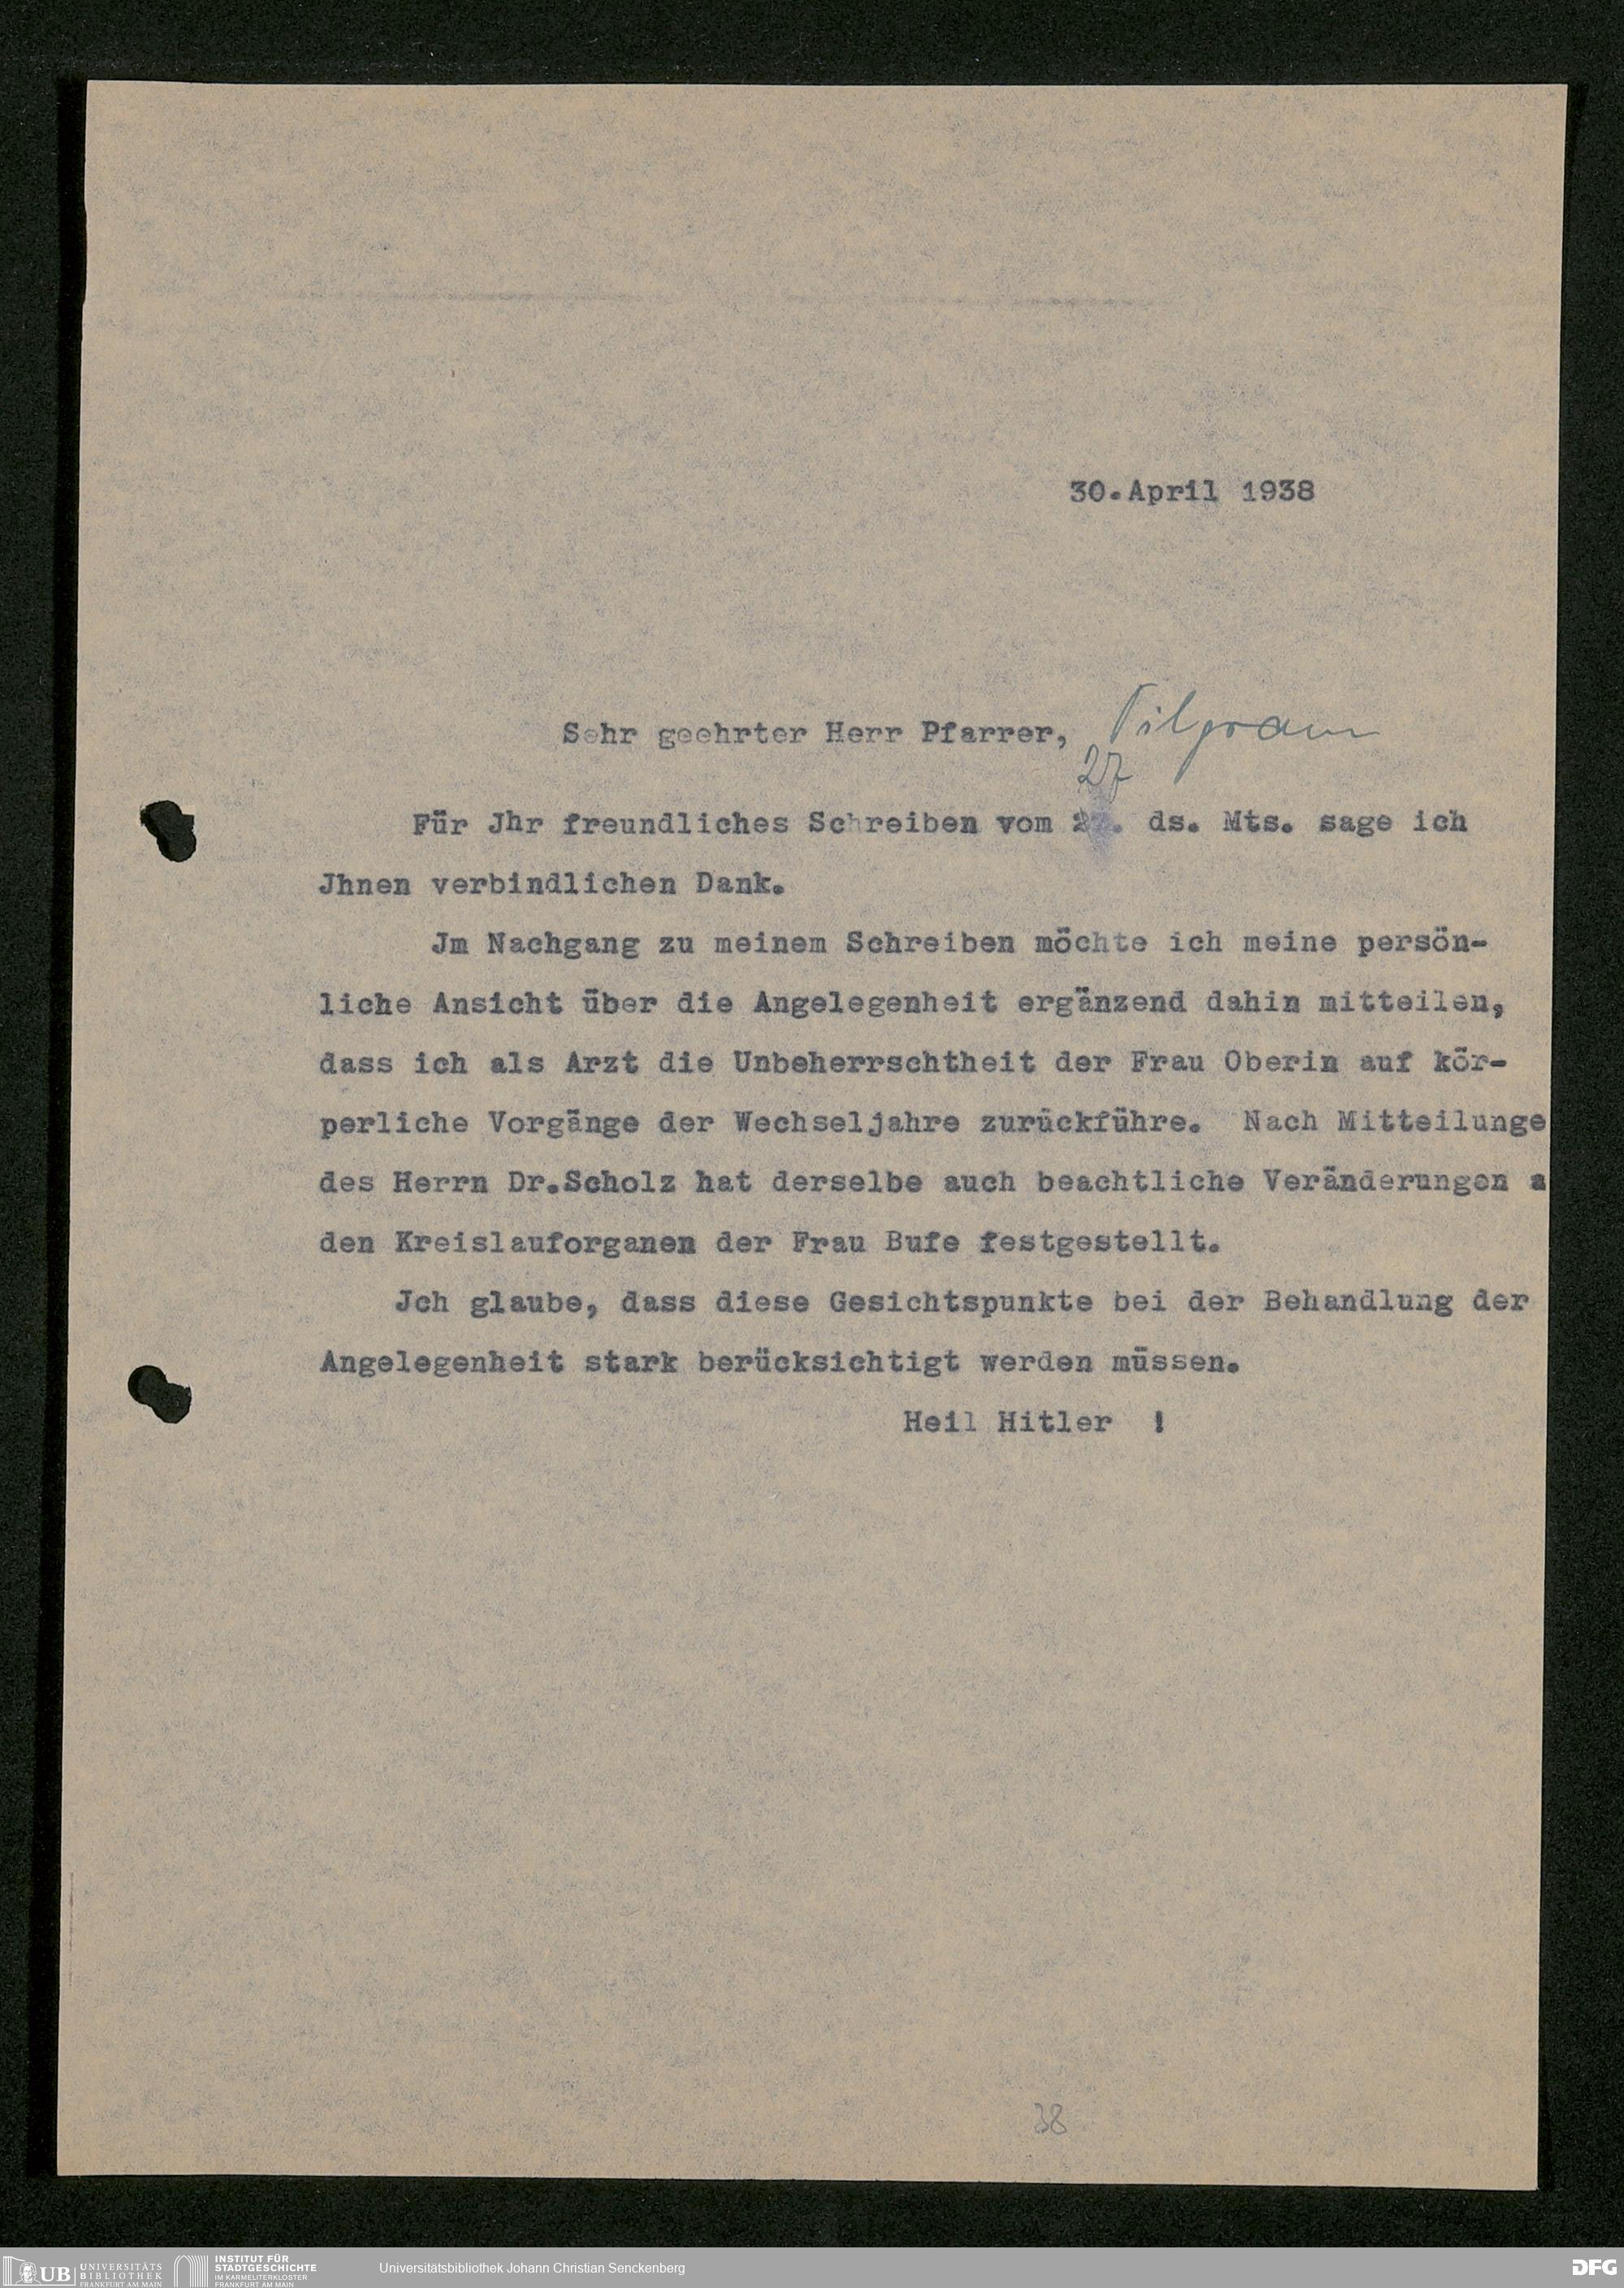 30.April 1938
Sehr geehrter Herr Pfarrer, Pilgram
27
Für Jhr freundliches Schreiben vom 27. ds. Mts. sage ich
Jhnen verbindlichen Dank.
Jm Nachgang zu meinem Schreiben möchte ich meine persön-
liche Ansicht über die Angelegenheit ergänzend dahin mitteilen,
dass ich als Arzt die Unbeherrschtheit der Frau Oberin auf kör-
perliche Vorgänge der Wechseljahre zurückführe. Nach Mitteilunge
des Herrn Dr.Scholz hat derselbe auch beachtliche Veränderungen a
den Kreislauforganen der Frau Bufe festgestellt.
Jch glaube, dass diese Gesichtspunkte bei der Behandlung der
Angelegenheit stark berücksichtigt werden müssen.
Heil Hitler !
38
UB UNIVERSITÄTS BIBLIOTHEK FRANKFURT AM MAIN
INSTITUT FÜR STADTGESCHICHTE IM KARMELITERKLOSTER FRANKFURT AM MAIN
Universitätsbibliothek Johann Christian Senckenberg
DFG